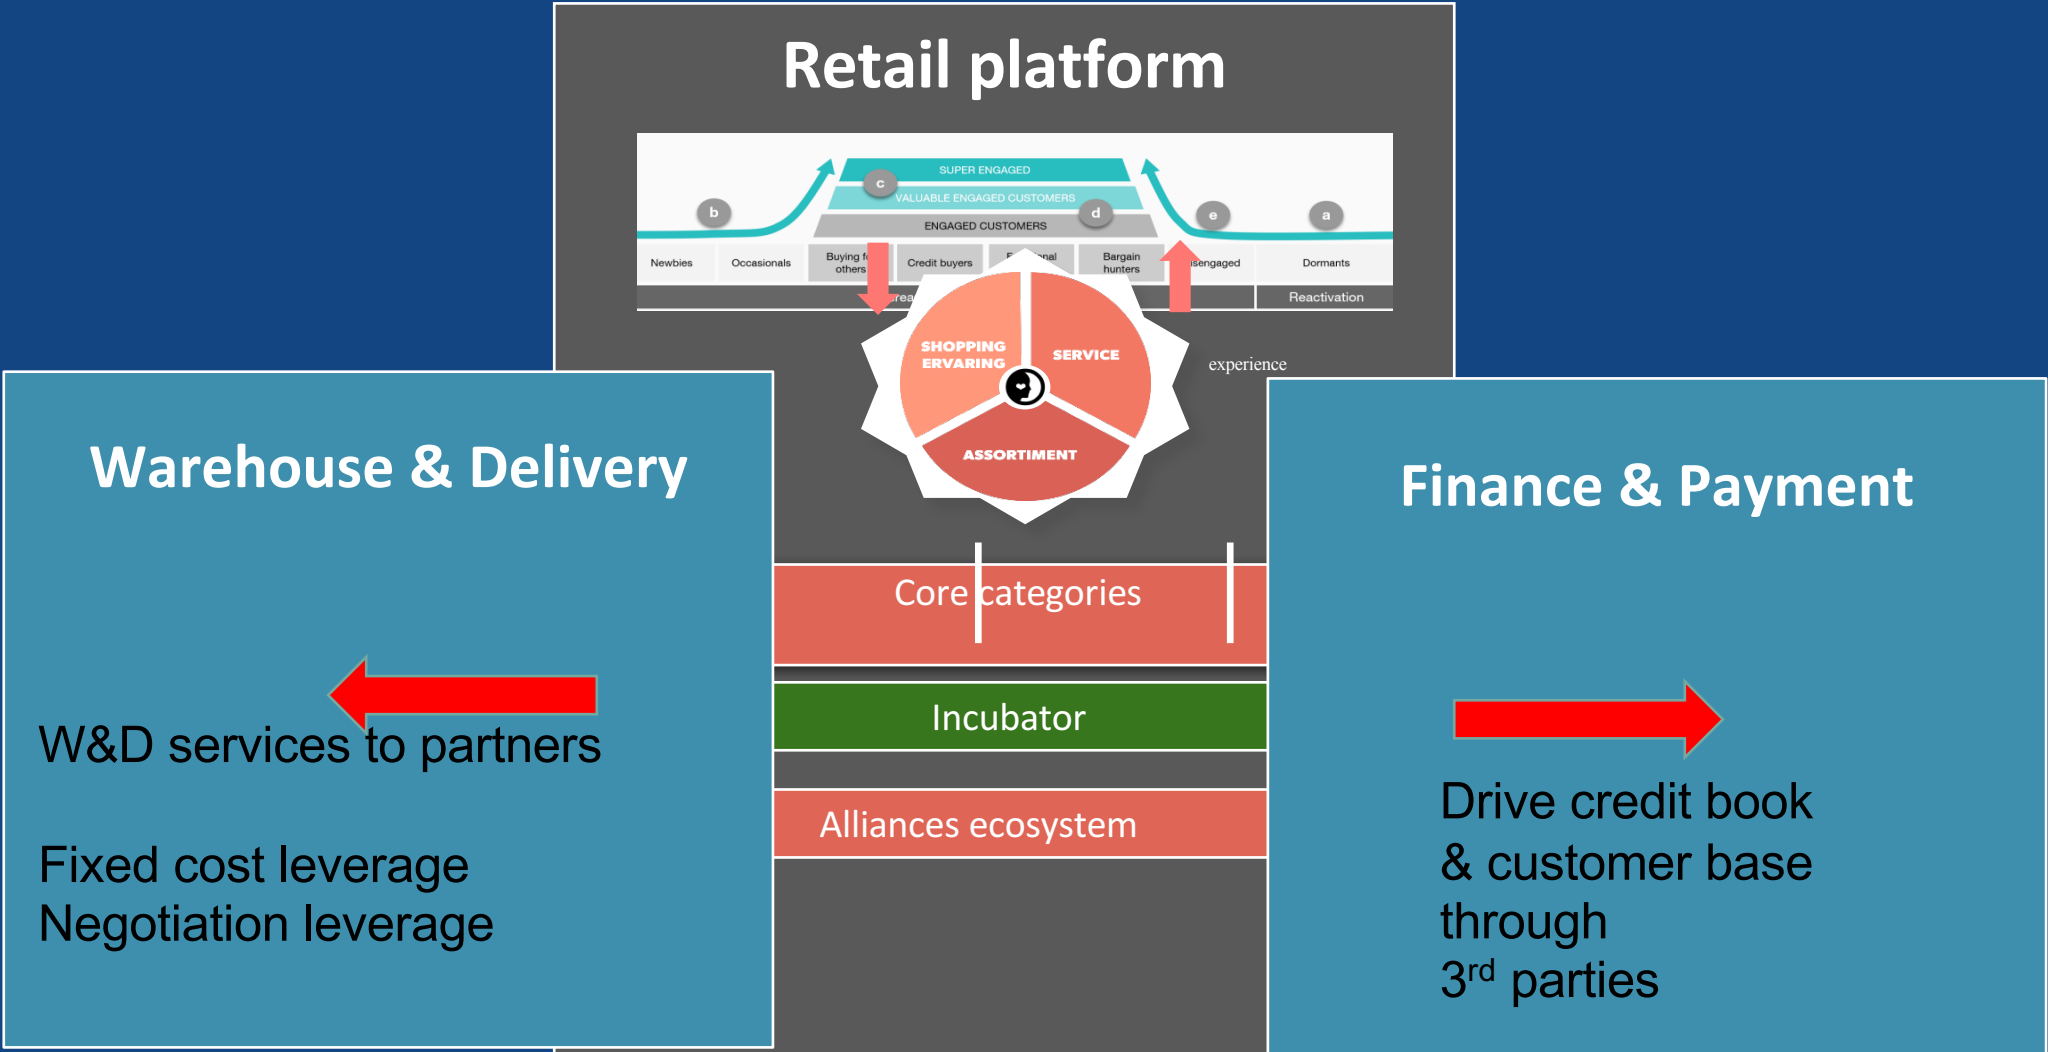 Retail platform
SUPER ENGAGED
c
VALUABLE ENGAGED CUSTOMERS
b
d
e
a
ENGAGED CUSTOMERS
Newbies
Occasionals
Buying
others
Credit buyers
Bargain
hunters
Dormants
Reactivation
SHOPPING
ERVARING
SERVICE
ASSORTIMENT
experience
Warehouse & Delivery
W&D services to partners
Fixed cost leverage
Negotiation leverage
Core categories
Incubator
Alliances ecosystem
Finance & Payment
Drive credit book
& customer base
through
3rd parties